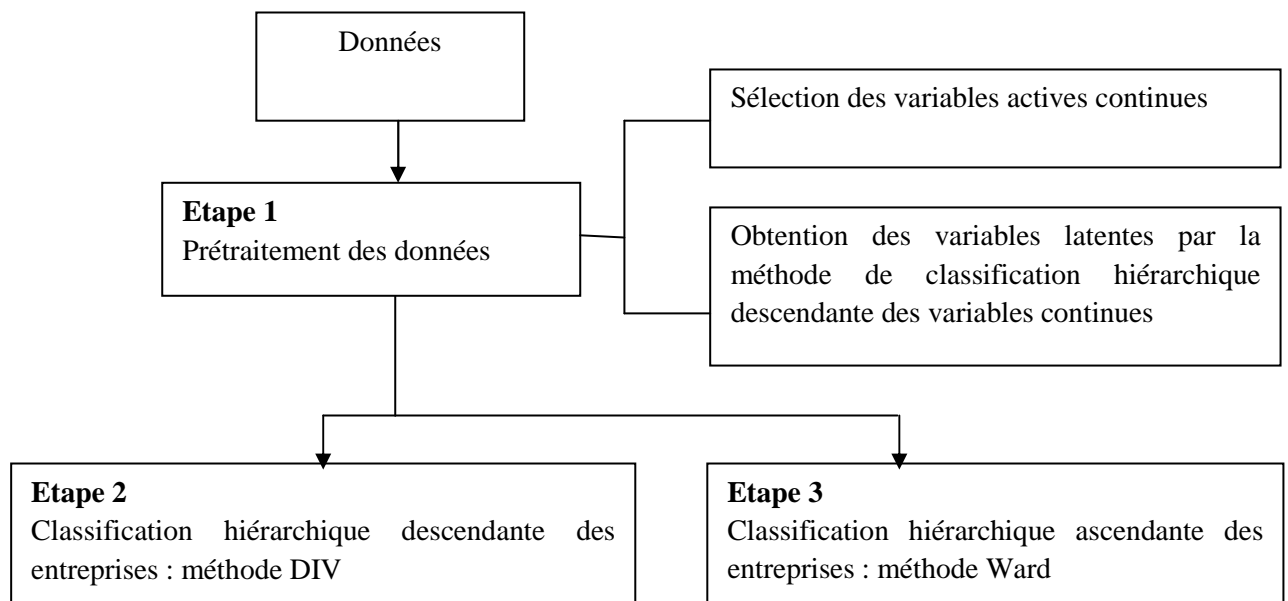 Données
Sélection des variables actives continues
Etape 1
Prétraitement des données
Obtention des variables latentes par la
méthode de classification hiérarchique
descendante des variables continues
Etape 2
Classification hiérarchique descendante des
entreprises : méthode DIV
Etape 3
Classification hiérarchique ascendante des
entreprises : méthode Ward